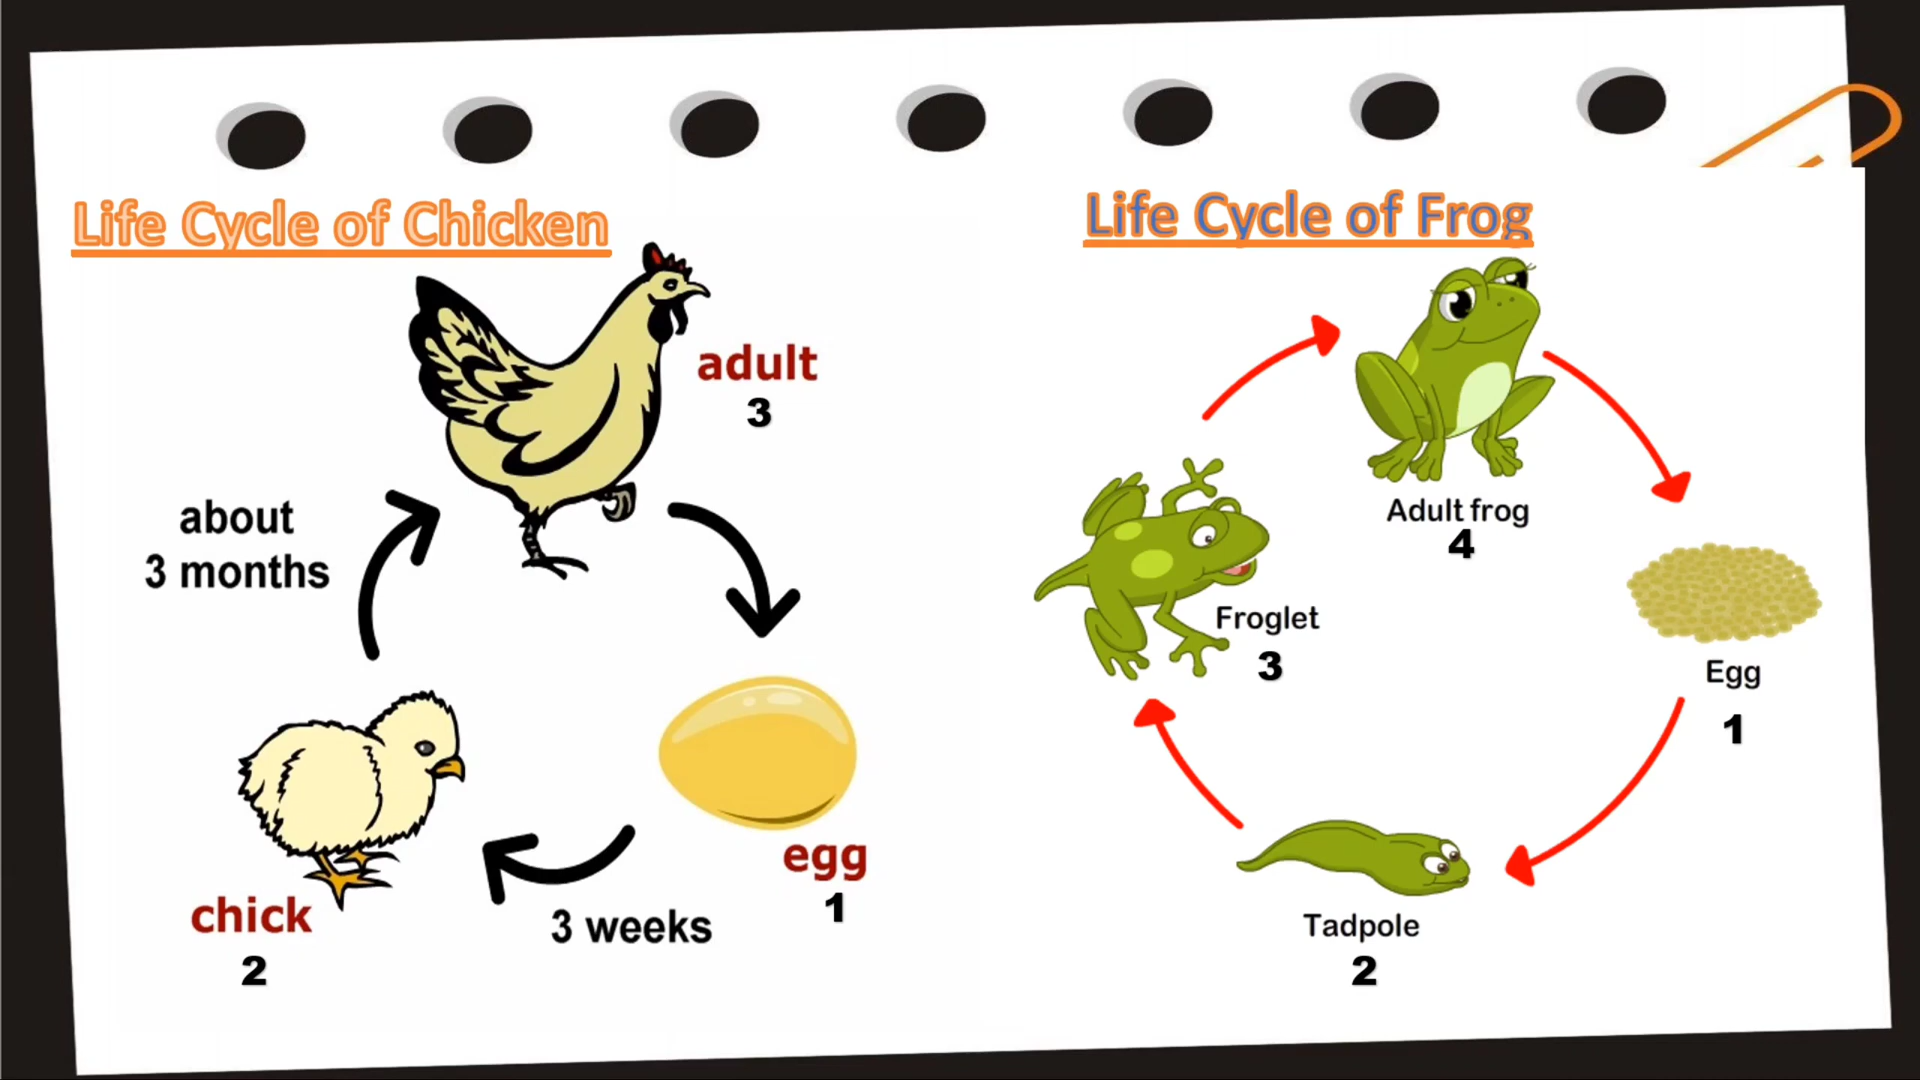 Life Cycle of Chicken
adult
3
about
3 months
egg
1
3 weeks
chick
2
Life Cycle of Frog
Adult frog
4
Froglet
3
Egg
1
Tadpole
2